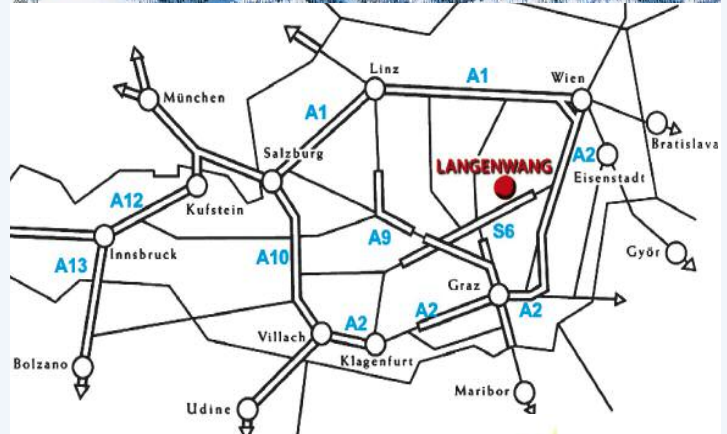 Linz
A1
Wien
München
A1
Bratislava
Salzburg
A2
LANGENWANG
Eisenstadt
A12
Kufstein
S6
A9
Innsbruck
A10
Györ
A13
Graz
A2
A2
Villach
A2
Klagenfurt
Bolzano
Maribor
Udine